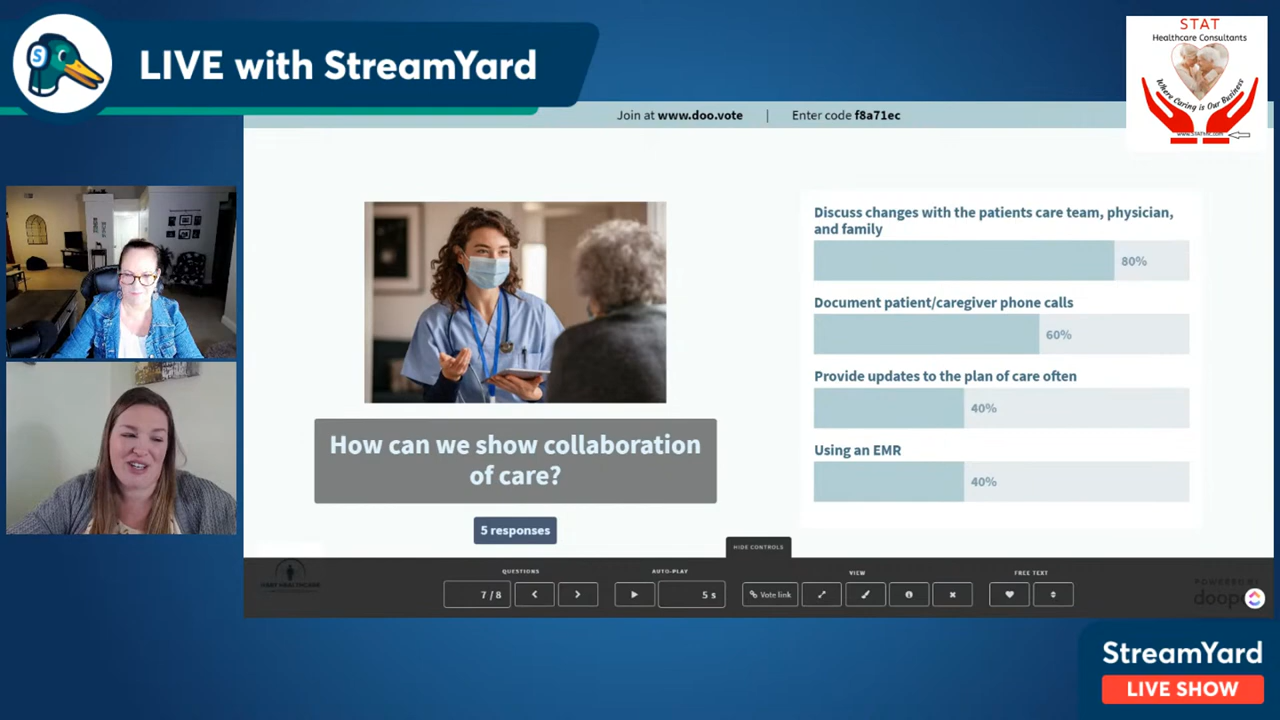 LIVE with StreamYard
STAT
Healthcare Consultants
Where Caring is Our Business
Join at www.doo.vote | Enter code f8a71ec
Discuss changes with the patients care team, physician,
and family
80%
Document patient/caregiver phone calls
60%
Provide updates to the plan of care often
40%
Using an EMR
40%
How can we show collaboration
of care?
5 responses
HIDE CONTROLS
QUESTIONS
AUTO-PLAY
VIEW
FREE TEXT
7 / 8
5 s
Vote link
POWERED BY
StreamYard
LIVE SHOW